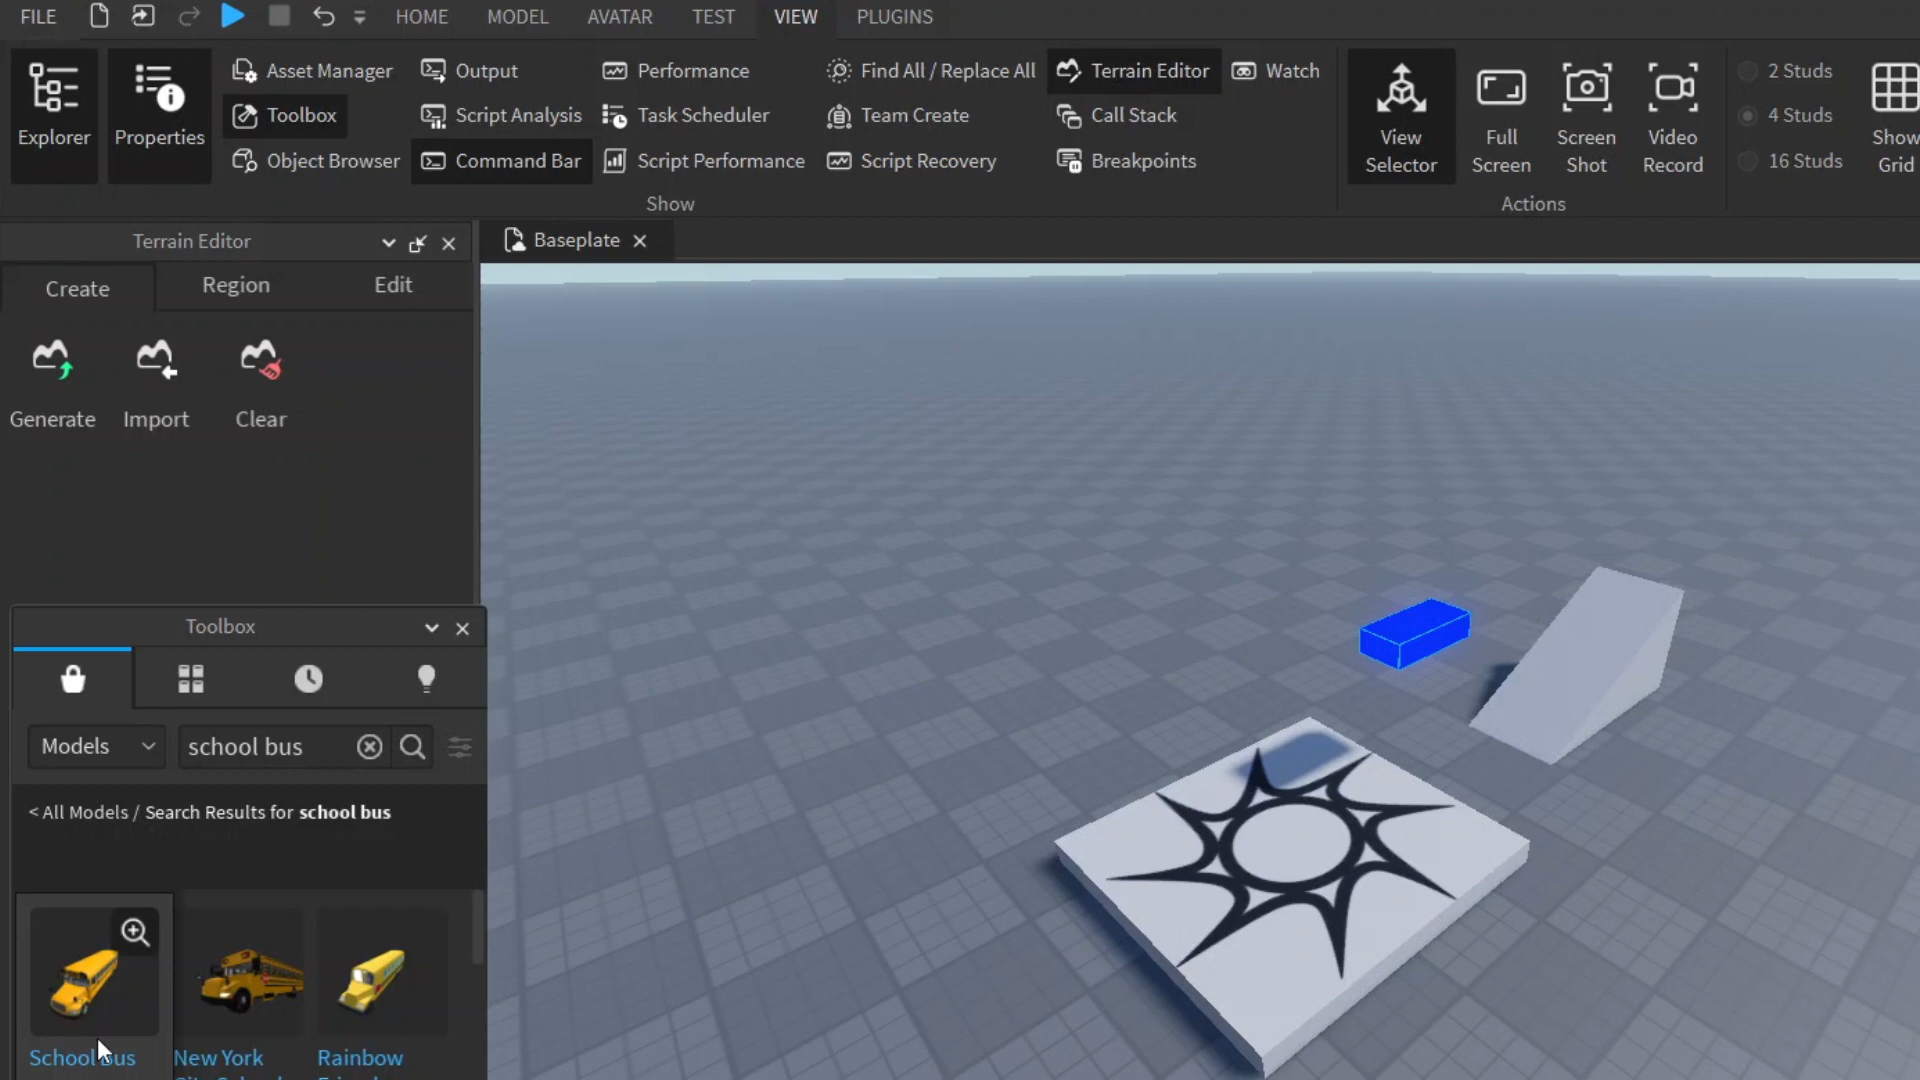 FILE HOME MODEL AVATAR TEST VIEW PLUGINS
Explorer
Properties
Asset Manager
Toolbox
Object Browser
Output
Script Analysis
Command Bar
Performance
Task Scheduler
Script Performance
Find All / Replace All
Team Create
Script Recovery
Terrain Editor
Call Stack
Breakpoints
Watch
Show
View
Selector
Full
Screen
Screen
Shot
Video
Record
Actions
2 Studs
4 Studs
16 Studs
Show
Grid
Terrain Editor
Create Region Edit
Generate Import Clear
Baseplate
Toolbox
Models
school bus
< All Models / Search Results for school bus
School Bus
New York
Rainbow